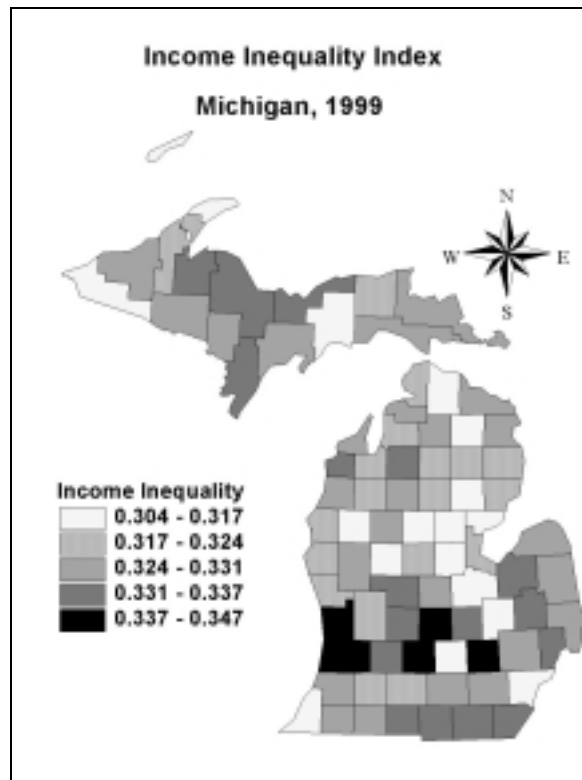 Income Inequality Index
Michigan, 1999
N
W E
S
Income Inequality
0.304 - 0.317
0.317 - 0.324
0.324 - 0.331
0.331 - 0.337
0.337 - 0.347